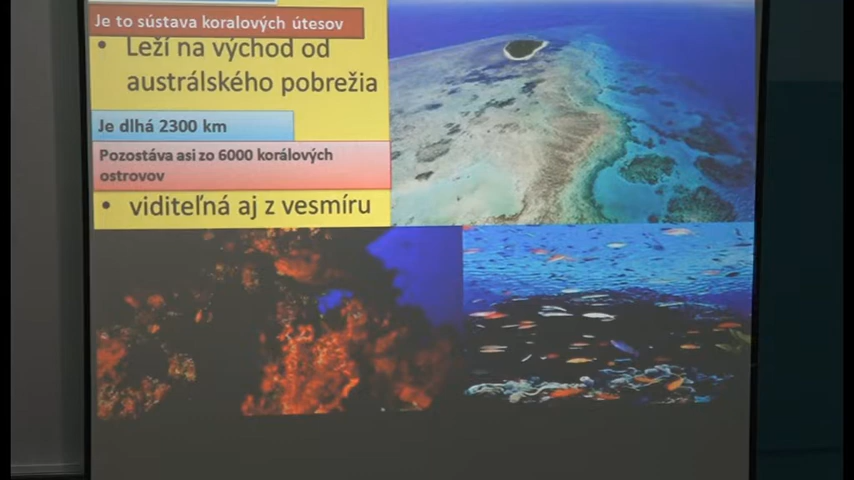 Je to sústava koralových útesov
• Leží na východ od
austrálského pobrežia
Je dlhá 2300 km
Pozostáva asi zo 6000 korálových
ostrovov
• viditeľná aj z vesmíru